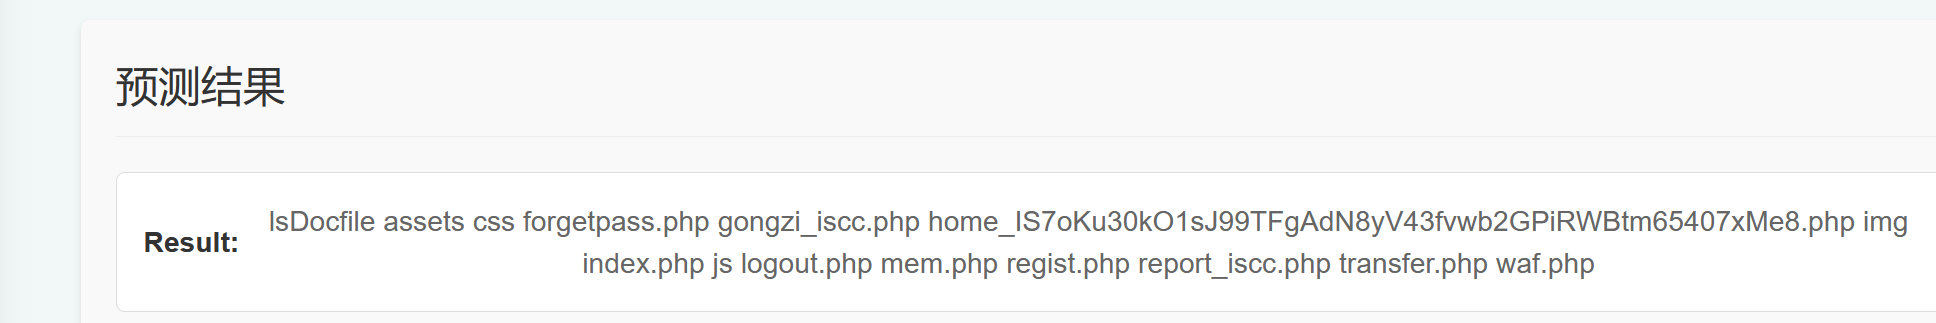 预测结果
Result:
lsDocfile assets css forgetpass.php gongzi_iscc.php home_IS7oKu30kO1sJ99TFgAdN8yV43fvwb2GPiRWBtm65407xMe8.php img
index.php js logout.php mem.php regist.php report_iscc.php transfer.php waf.php